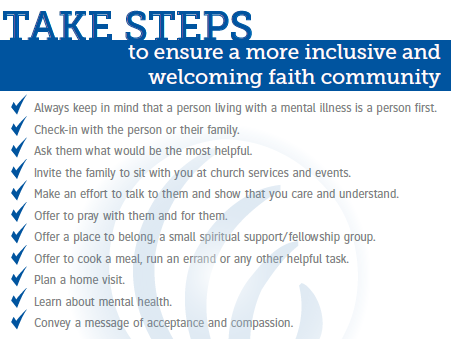 TAKE STEPS
to ensure a more inclusive and
welcoming faith community
Always keep in mind that a person living with a mental illness is a person first.
Check-in with the person or their family.
Ask them what would be the most helpful.
Invite the family to sit with you at church services and events.
Make an effort to talk to them and show that you care and understand.
Offer to pray with them and for them.
Offer a place to belong, a small spiritual support/fellowship group.
Offer to cook a meal, run an errand or any other helpful task.
Plan a home visit.
Learn about mental health.
Convey a message of acceptance and compassion.